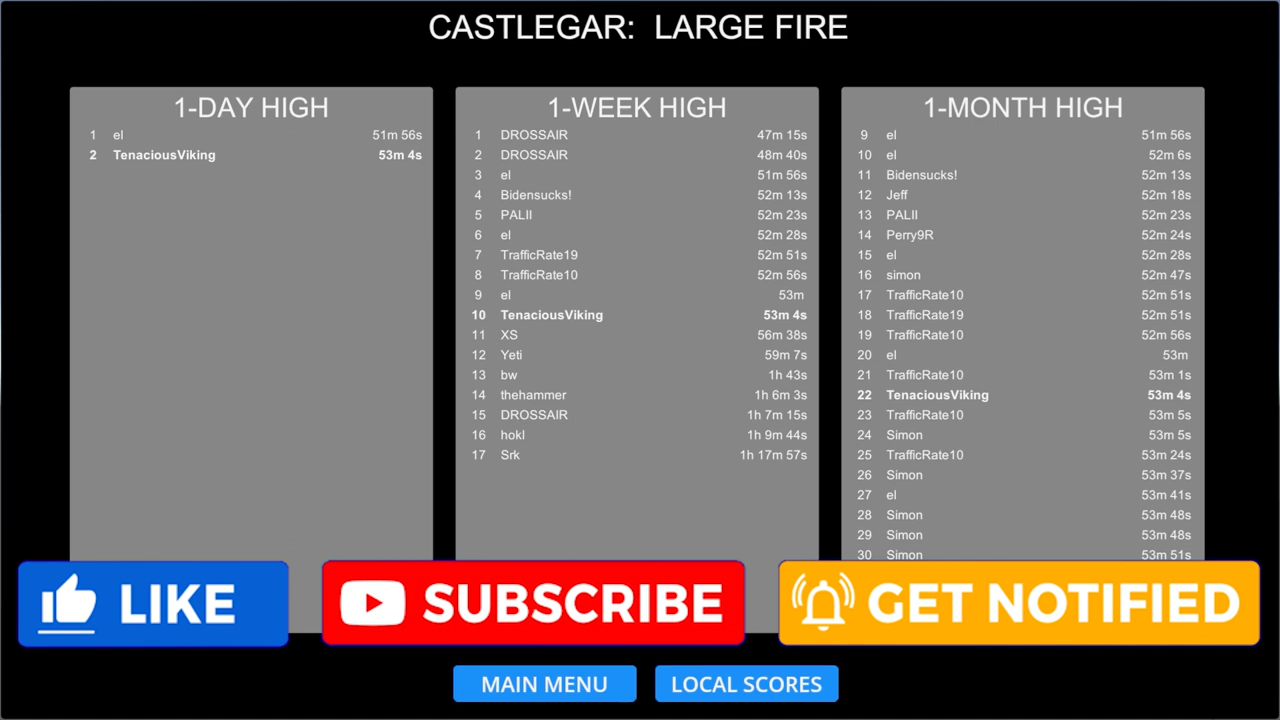 CASTLEGAR: LARGE FIRE
1-DAY HIGH
1 el 51m 56s
2 TenaciousViking 53m 4s
1-WEEK HIGH
1 DROSSAIR 47m 15s
2 DROSSAIR 48m 40s
3 el 51m 56s
4 Bidensucks! 52m 13s
5 PALII 52m 23s
6 el 52m 28s
7 TrafficRate19 52m 51s
8 TrafficRate10 52m 56s
9 el 53m
10 TenaciousViking 53m 4s
11 XS 56m 38s
12 Yeti 59m 7s
13 bw 1h 43s
14 thehammer 1h 6m 3s
15 DROSSAIR 1h 7m 15s
16 hokl 1h 9m 44s
17 Srk 1h 17m 57s
1-MONTH HIGH
9 el 51m 56s
10 el 52m 6s
11 Bidensucks! 52m 13s
12 Jeff 52m 18s
13 PALII 52m 23s
14 Perry9R 52m 24s
15 el 52m 28s
16 simon 52m 47s
17 TrafficRate10 52m 51s
18 TrafficRate19 52m 51s
19 TrafficRate10 52m 56s
20 el 53m
21 TrafficRate10 53m 1s
22 TenaciousViking 53m 4s
23 TrafficRate10 53m 5s
24 Simon 53m 5s
25 TrafficRate10 53m 24s
26 Simon 53m 37s
27 el 53m 41s
28 Simon 53m 48s
29 Simon 53m 48s
30 Simon 53m 51s
LIKE
SUBSCRIBE
GET NOTIFIED
MAIN MENU
LOCAL SCORES